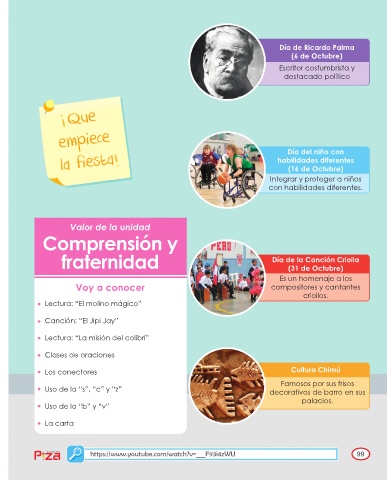 Día de Ricardo Palma
(6 de Octubre)
Escritor costumbrista y
destacado político
¡Que
empiece
la fiesta!
Día del niño con
habilidades diferentes
(16 de Octubre)
Integrar y proteger a niños
con habilidades diferentes.
Valor de la unidad
Comprensión y
fraternidad
Voy a conocer
• Lectura: "El molino mágico"
• Canción: "El Jipi Jay"
• Lectura: "La misión del colibrí"
• Clases de oraciones
• Los conectores
• Uso de la "s", "c" y "z"
• Uso de la "b" y "v"
• La carta
PERÚ
Día de la Canción Criolla
(31 de Octubre)
Es un homenaje a los
compositores y cantantes
criollos.
Cultura Chimú
Famosos por sus frisos
decorativos de barro en sus
palacios.
https://www.youtube.com/watch?v=___F93I4zWU
99